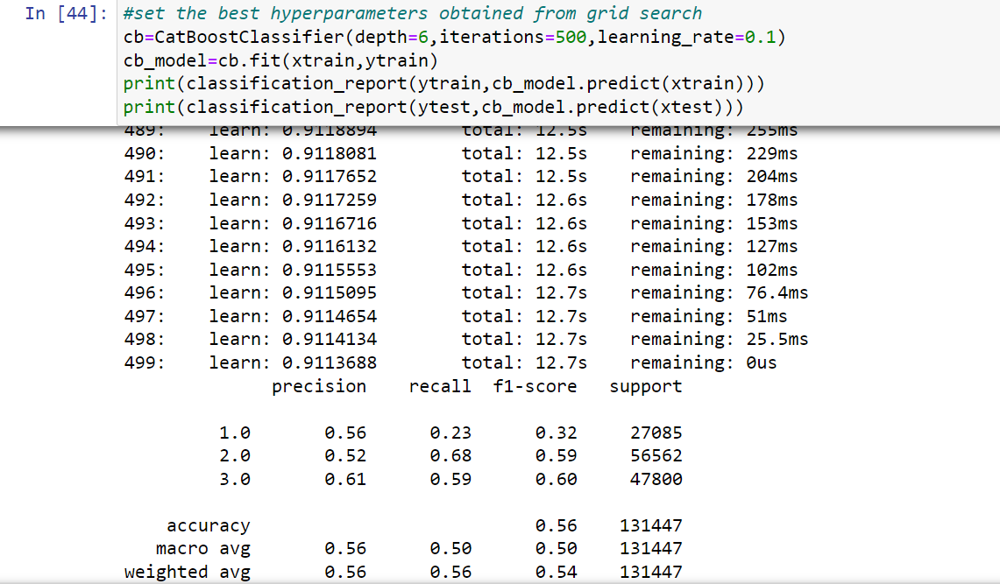 In [44]: #set the best hyperparameters obtained from grid search
cb=CatBoostClassifier(depth=6,iterations=500,learning_rate=0.1)
cb_model=cb.fit(xtrain,ytrain)
print(classification_report(ytrain,cb_model.predict(xtrain)))
print(classification_report(ytest,cb_model.predict(xtest)))
489: learn: 0.9118894 total: 12.5s remaining: 255ms
490: learn: 0.9118081 total: 12.5s remaining: 229ms
491: learn: 0.9117652 total: 12.5s remaining: 204ms
492: learn: 0.9117259 total: 12.6s remaining: 178ms
493: learn: 0.9116716 total: 12.6s remaining: 153ms
494: learn: 0.9116132 total: 12.6s remaining: 127ms
495: learn: 0.9115553 total: 12.6s remaining: 102ms
496: learn: 0.9115095 total: 12.7s remaining: 76.4ms
497: learn: 0.9114654 total: 12.7s remaining: 51ms
498: learn: 0.9114134 total: 12.7s remaining: 25.5ms
499: learn: 0.9113688 total: 12.7s remaining: 0us
precision recall f1-score support
1.0 0.56 0.23 0.32 27085
2.0 0.52 0.68 0.59 56562
3.0 0.61 0.59 0.60 47800
accuracy 0.56 131447
macro avg 0.56 0.50 0.50 131447
weighted avg 0.56 0.56 0.54 131447